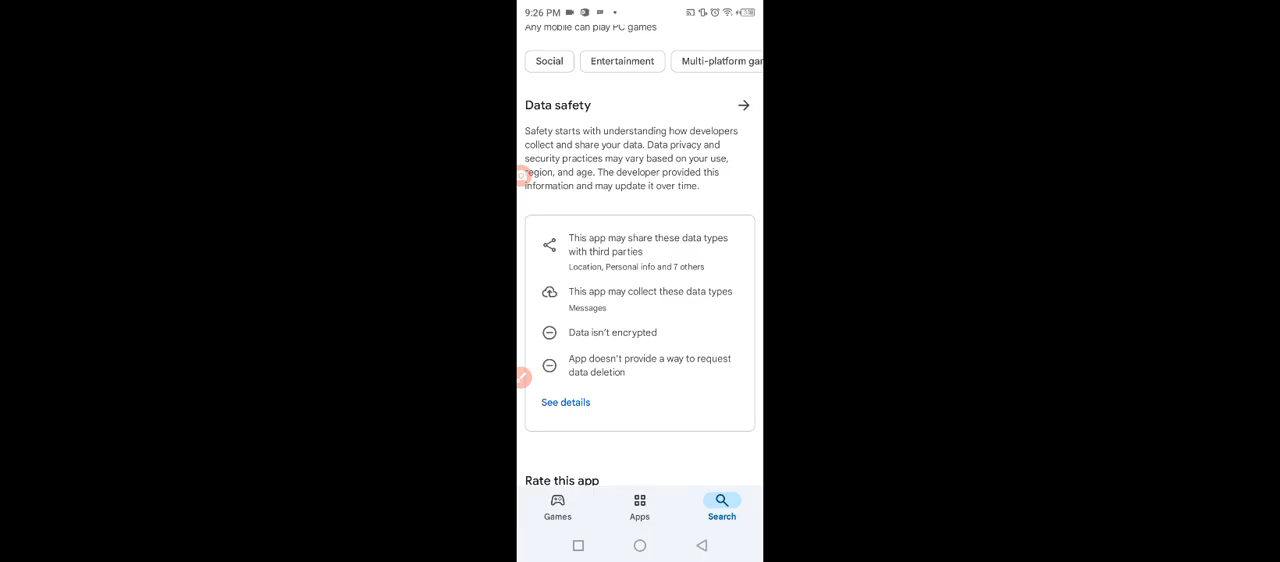 9:26 PM
Any mobile can play PC games
Social
Entertainment
Multi-platform gam
Data safety
Safety starts with understanding how developers
collect and share your data. Data privacy and
security practices may vary based on your use,
region, and age. The developer provided this
information and may update it over time.
This app may share these data types
with third parties
Location, Personal info and 7 others
This app may collect these data types
Messages
Data isn't encrypted
App doesn't provide a way to request
data deletion
See details
Rate this app
Games
Apps
Search